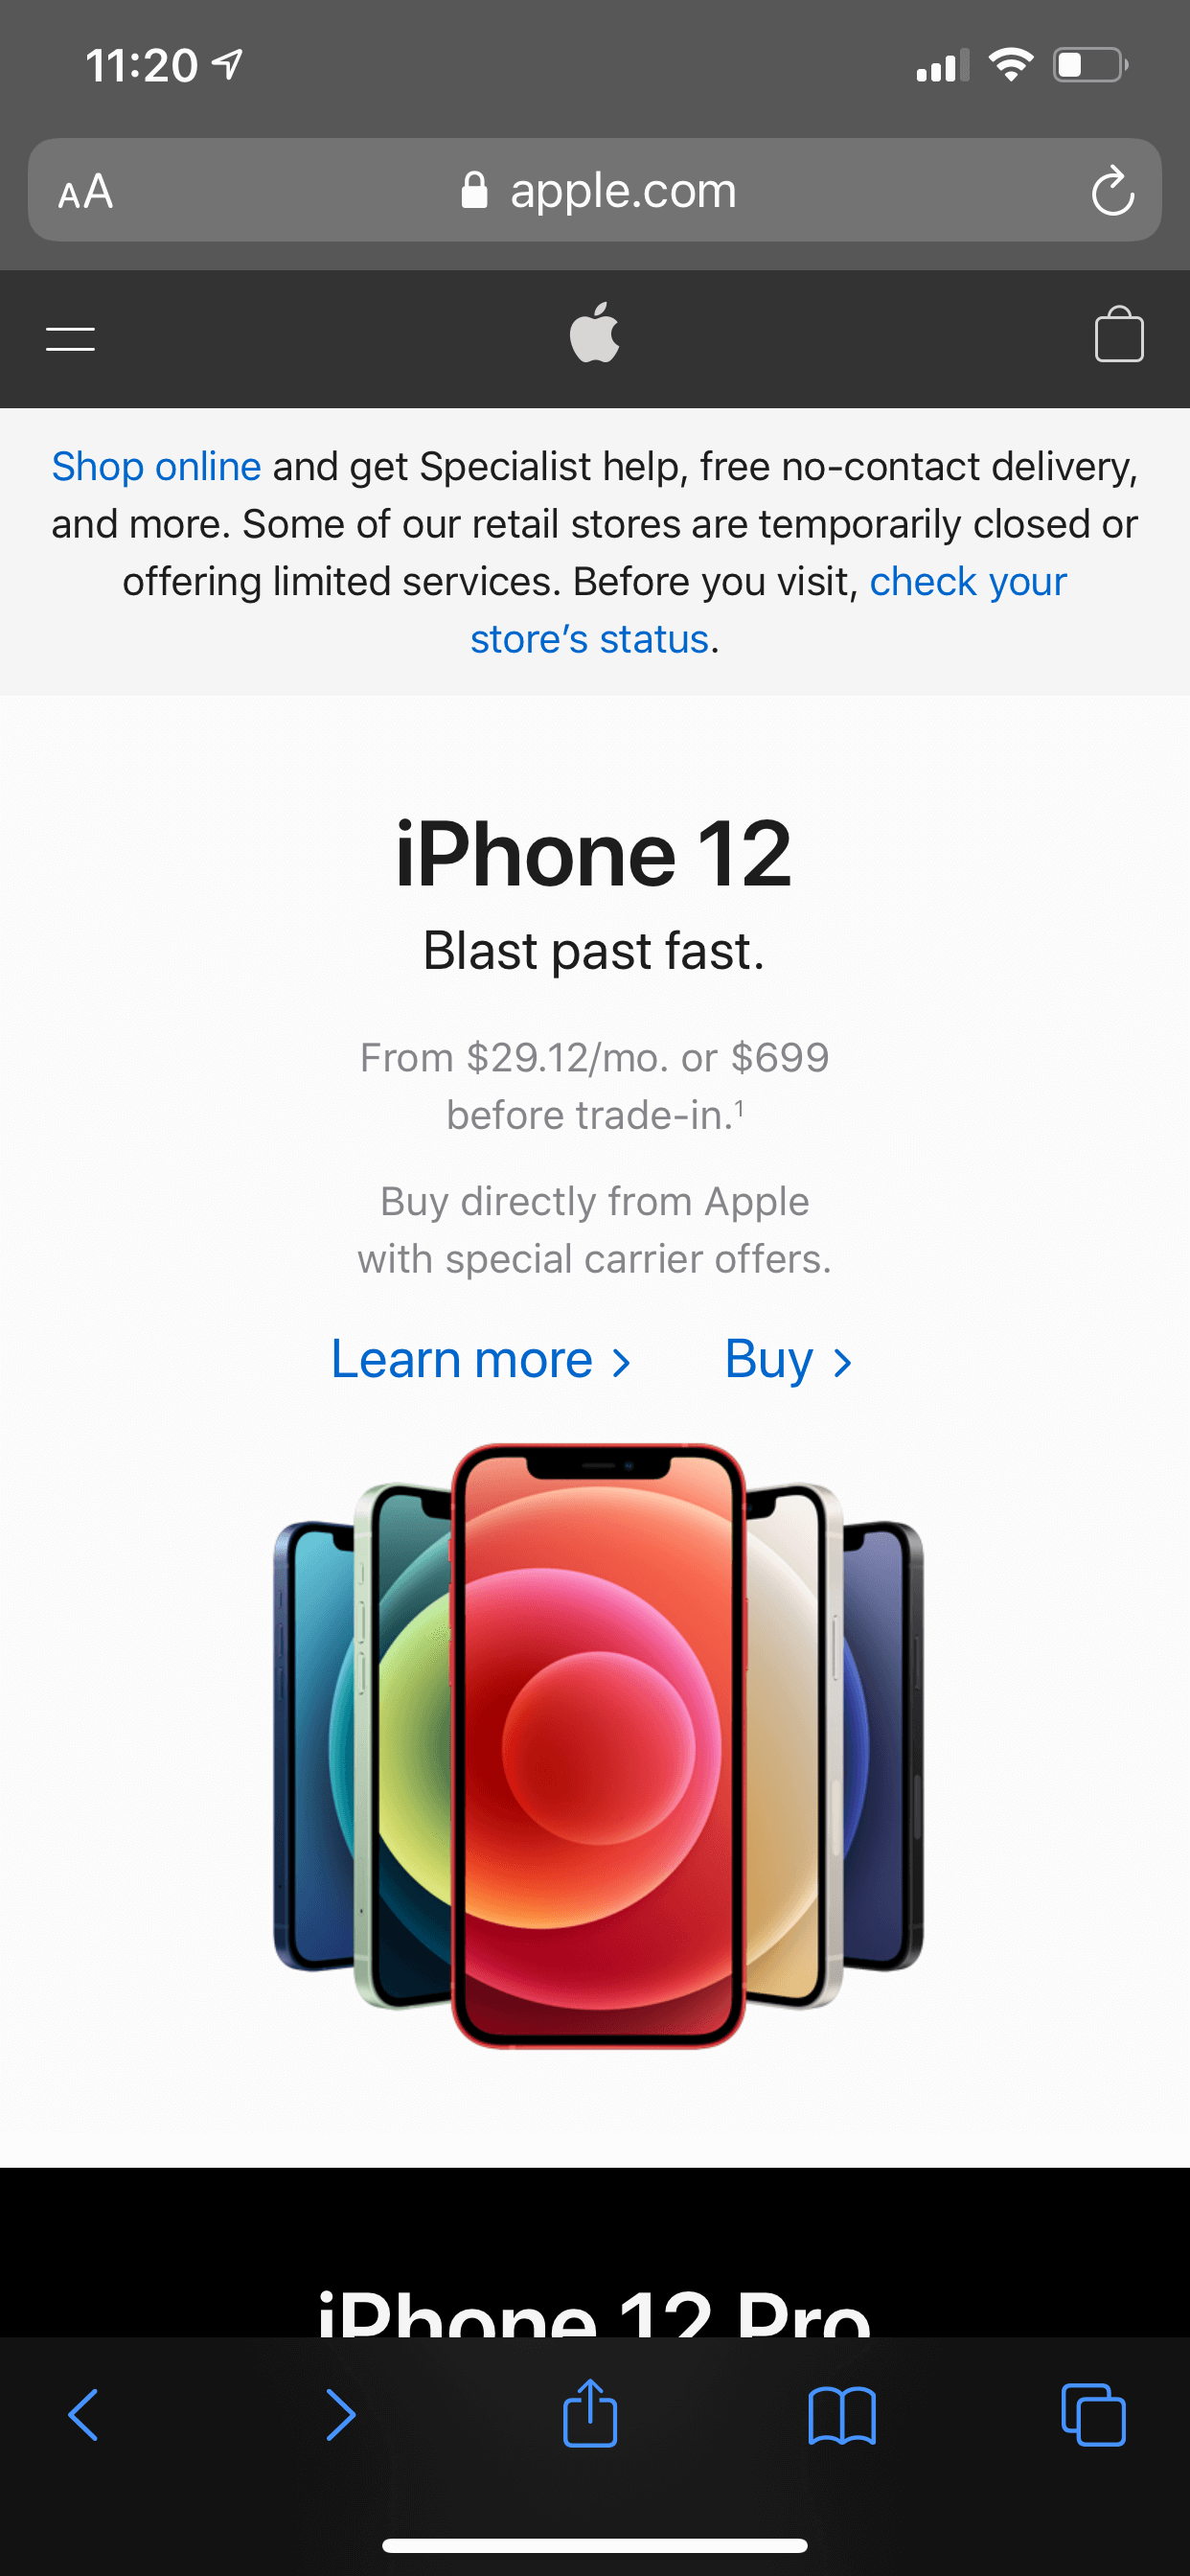 11:20
AA apple.com
Shop online and get Specialist help, free no-contact delivery,
and more. Some of our retail stores are temporarily closed or
offering limited services. Before you visit, check your
store’s status.
iPhone 12
Blast past fast.
From $29.12/mo. or $699
before trade-in.¹
Buy directly from Apple
with special carrier offers.
Learn more > Buy >
iPhone 12 Pro